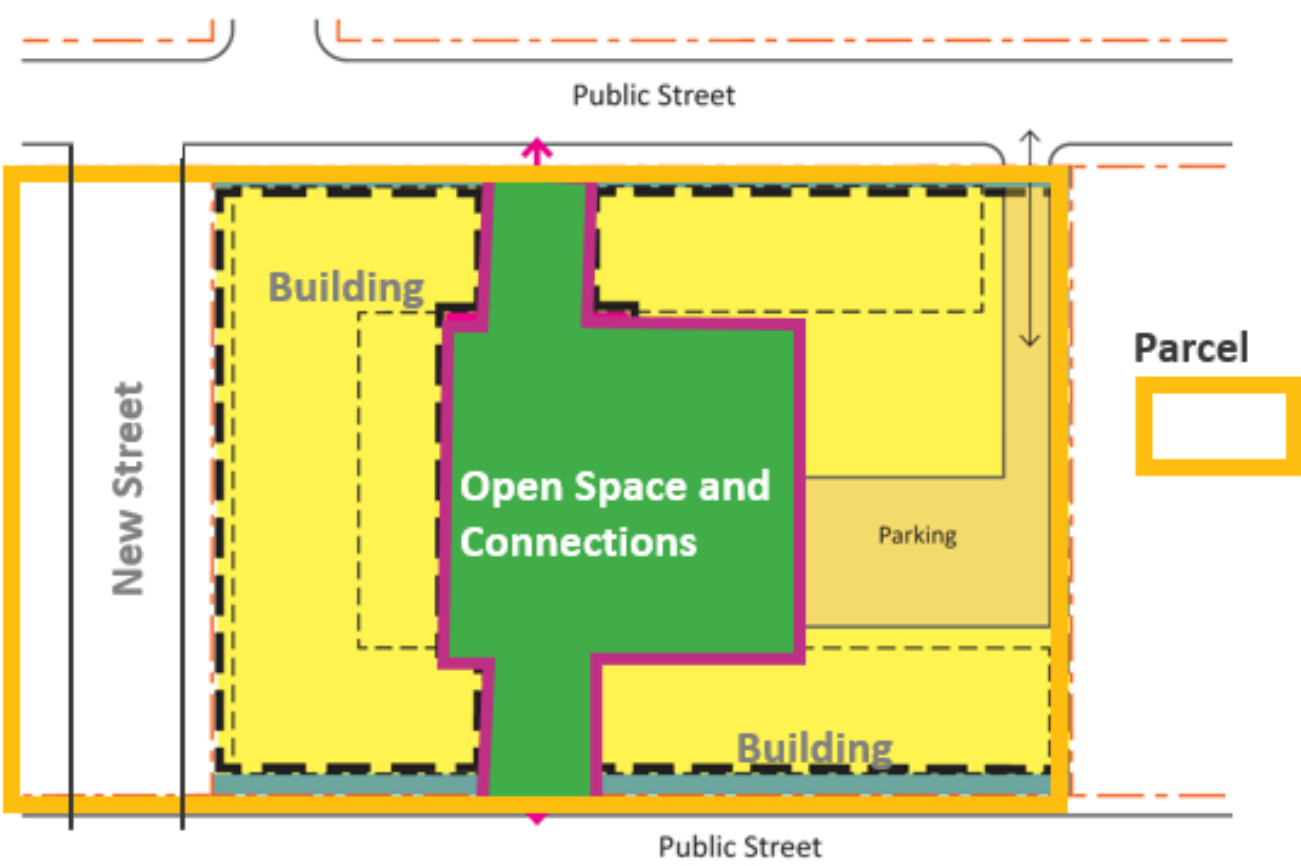 Public Street
Building
Parcel
New Street
Open Space and
Connections
Parking
Building
Public Street